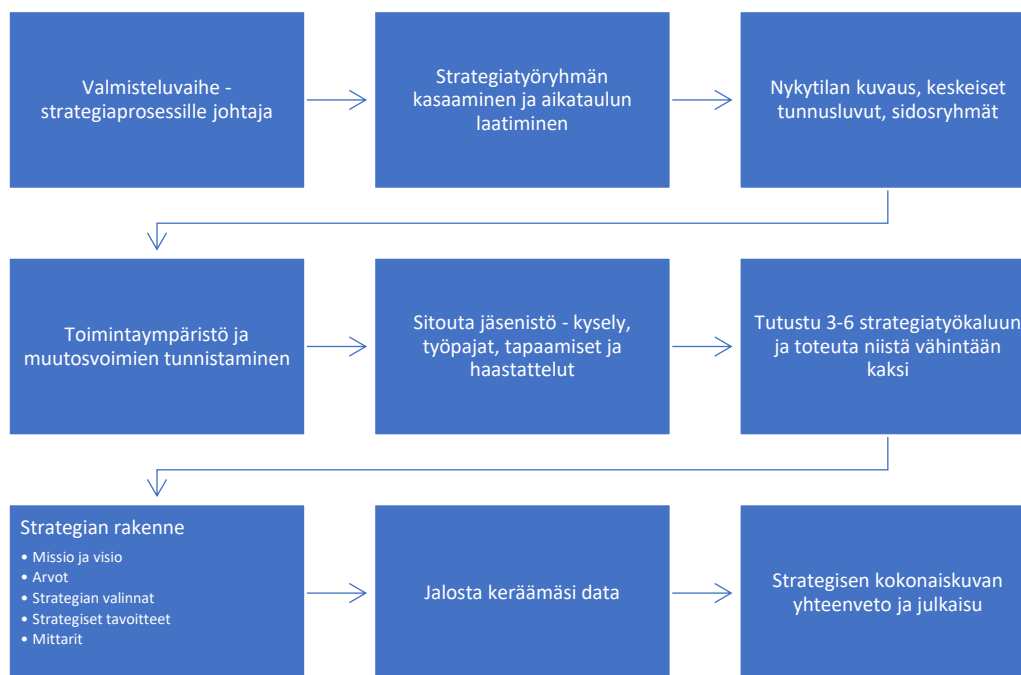 Valmisteluvaihe -
strategiaprosessille johtaja
Strategiatyöryhmän
kasaaminen ja aikataulun
laatiminen
Nykytilan kuvaus, keskeiset
tunnusluvut, sidosryhmät
Toimintaympäristö ja
muutosvoimien tunnistaminen
Sitouta jäsenistö - kysely,
työpajat, tapaamiset ja
haastattelut
Tutustu 3-6 strategiatyökaluun
ja toteuta niistä vähintään
kaksi
Strategian rakenne
• Missio ja visio
• Arvot
• Strategian valinnat
• Strategiset tavoitteet
• Mittarit
Jalosta keräämäsi data
Strategisen kokonaiskuvan
yhteenveto ja julkaisu